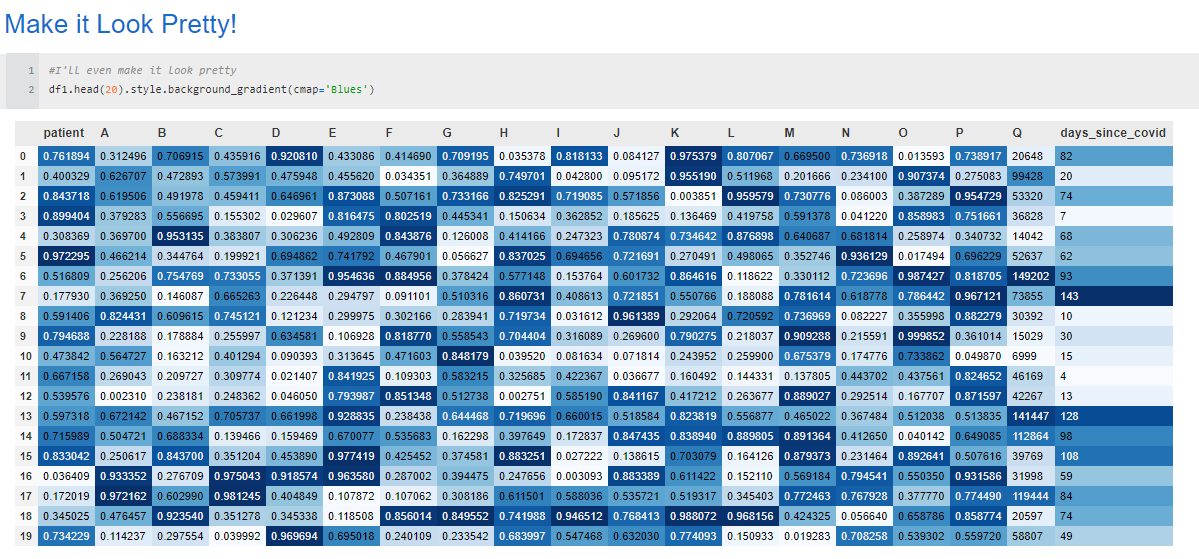 Make it Look Pretty!
1 #I'll even make it look pretty
2 df1.head(20).style.background_gradient(cmap='Blues')
patient A B C D E F G H I J K L M N O P Q days_since_covid
0 0.761894 0.312496 0.706915 0.435916 0.920810 0.433086 0.414690 0.709195 0.035378 0.818133 0.084127 0.975379 0.807067 0.669500 0.736918 0.013593 0.738917 20648 82
1 0.400329 0.626707 0.472893 0.573991 0.475948 0.455620 0.034351 0.364889 0.749701 0.042800 0.095172 0.955190 0.511968 0.201666 0.234100 0.907374 0.275083 99428 20
2 0.843718 0.619506 0.491978 0.459411 0.646961 0.873088 0.507161 0.733166 0.825291 0.719085 0.571856 0.003851 0.959579 0.730776 0.086003 0.387289 0.954729 53320 74
3 0.899404 0.379283 0.556695 0.155302 0.029607 0.816475 0.802519 0.445341 0.150634 0.362852 0.185625 0.136469 0.419758 0.591378 0.041220 0.858983 0.751661 36828 7
4 0.308369 0.369700 0.953135 0.383807 0.306236 0.492809 0.843876 0.126008 0.414166 0.247323 0.780874 0.734642 0.876898 0.640687 0.681814 0.258974 0.340732 14042 68
5 0.972295 0.466214 0.344764 0.199921 0.694862 0.741792 0.467901 0.056627 0.837025 0.694656 0.721691 0.270491 0.498065 0.352746 0.936129 0.017494 0.696229 52637 62
6 0.516809 0.256206 0.754769 0.733055 0.371391 0.954636 0.884956 0.378424 0.577148 0.153764 0.601732 0.864616 0.118622 0.330112 0.723696 0.987427 0.818705 149202 93
7 0.177930 0.369250 0.146087 0.665263 0.226448 0.294797 0.091101 0.510316 0.860731 0.408613 0.721851 0.550766 0.188088 0.781614 0.618778 0.786442 0.967121 73855 143
8 0.591406 0.824431 0.609615 0.745121 0.121234 0.299975 0.302166 0.283941 0.719734 0.031612 0.961389 0.292064 0.720592 0.736969 0.082227 0.355998 0.882279 30392 10
9 0.794688 0.228188 0.178884 0.255997 0.634581 0.106928 0.818770 0.558543 0.704404 0.316089 0.269600 0.790275 0.218037 0.909288 0.215591 0.999852 0.361014 15029 30
10 0.473842 0.564727 0.163212 0.401294 0.090393 0.313645 0.471603 0.848179 0.039520 0.081634 0.071814 0.243952 0.259900 0.675379 0.174776 0.733862 0.049870 6999 15
11 0.667158 0.269043 0.209727 0.309774 0.021407 0.841925 0.109303 0.583215 0.325685 0.422367 0.036677 0.160492 0.144331 0.137805 0.443702 0.437561 0.824652 46169 4
12 0.539576 0.002310 0.238181 0.248362 0.046050 0.793987 0.851348 0.512738 0.002751 0.585190 0.841167 0.417212 0.263677 0.889027 0.292514 0.167707 0.871597 42267 13
13 0.597318 0.672142 0.467152 0.705737 0.661998 0.928835 0.238438 0.644468 0.719696 0.660015 0.518584 0.823819 0.556877 0.465022 0.367484 0.512038 0.513835 141447 128
14 0.715989 0.504721 0.688334 0.139466 0.159469 0.670077 0.535683 0.162298 0.397649 0.172837 0.847435 0.838940 0.889805 0.891364 0.412650 0.040142 0.649085 112864 98
15 0.833042 0.250617 0.843700 0.351204 0.453890 0.977419 0.425452 0.374581 0.883251 0.027222 0.138615 0.703079 0.164126 0.879373 0.231464 0.892641 0.507616 39769 108
16 0.036409 0.933352 0.276709 0.975043 0.918574 0.963580 0.287002 0.394475 0.247656 0.003093 0.883389 0.611422 0.152110 0.569184 0.794541 0.550350 0.931586 31998 59
17 0.172019 0.972162 0.602990 0.981245 0.404849 0.107872 0.107062 0.308186 0.611501 0.588036 0.535721 0.519317 0.345403 0.772463 0.767928 0.377770 0.774490 119444 84
18 0.345025 0.476457 0.923540 0.351278 0.345338 0.118508 0.856014 0.849552 0.741988 0.946512 0.768413 0.988072 0.968156 0.424325 0.056640 0.658786 0.858774 20597 74
19 0.734229 0.114237 0.297554 0.039992 0.969694 0.695018 0.240109 0.233542 0.683997 0.547468 0.632030 0.774093 0.150933 0.019283 0.708258 0.539302 0.559720 58807 49